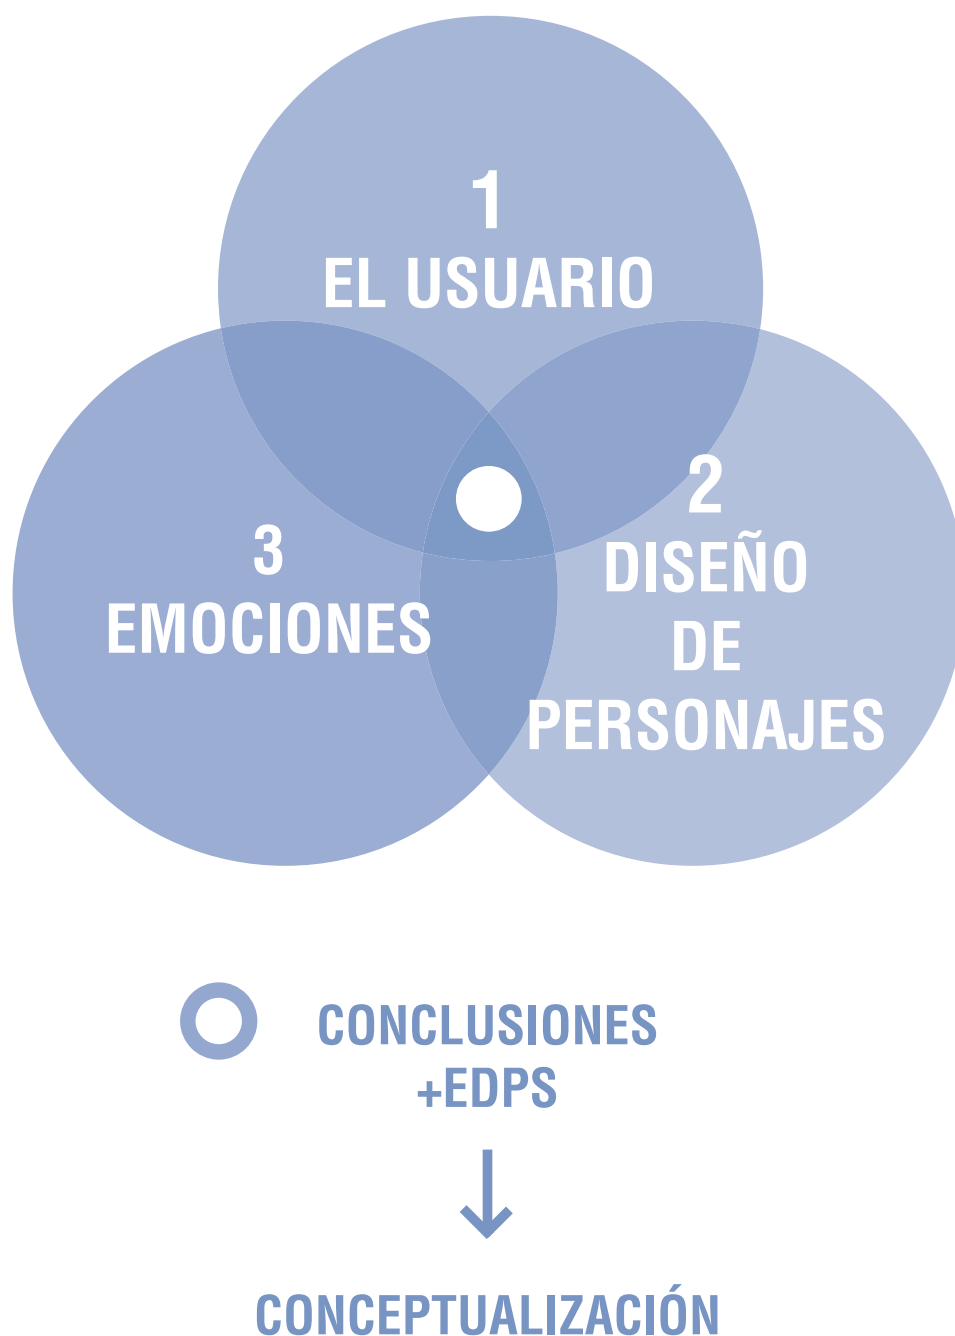 1
EL USUARIO
2
DISEÑO
DE
PERSONAJES
3
EMOCIONES
CONCLUSIONES
+EDPS
CONCEPTUALIZACIÓN